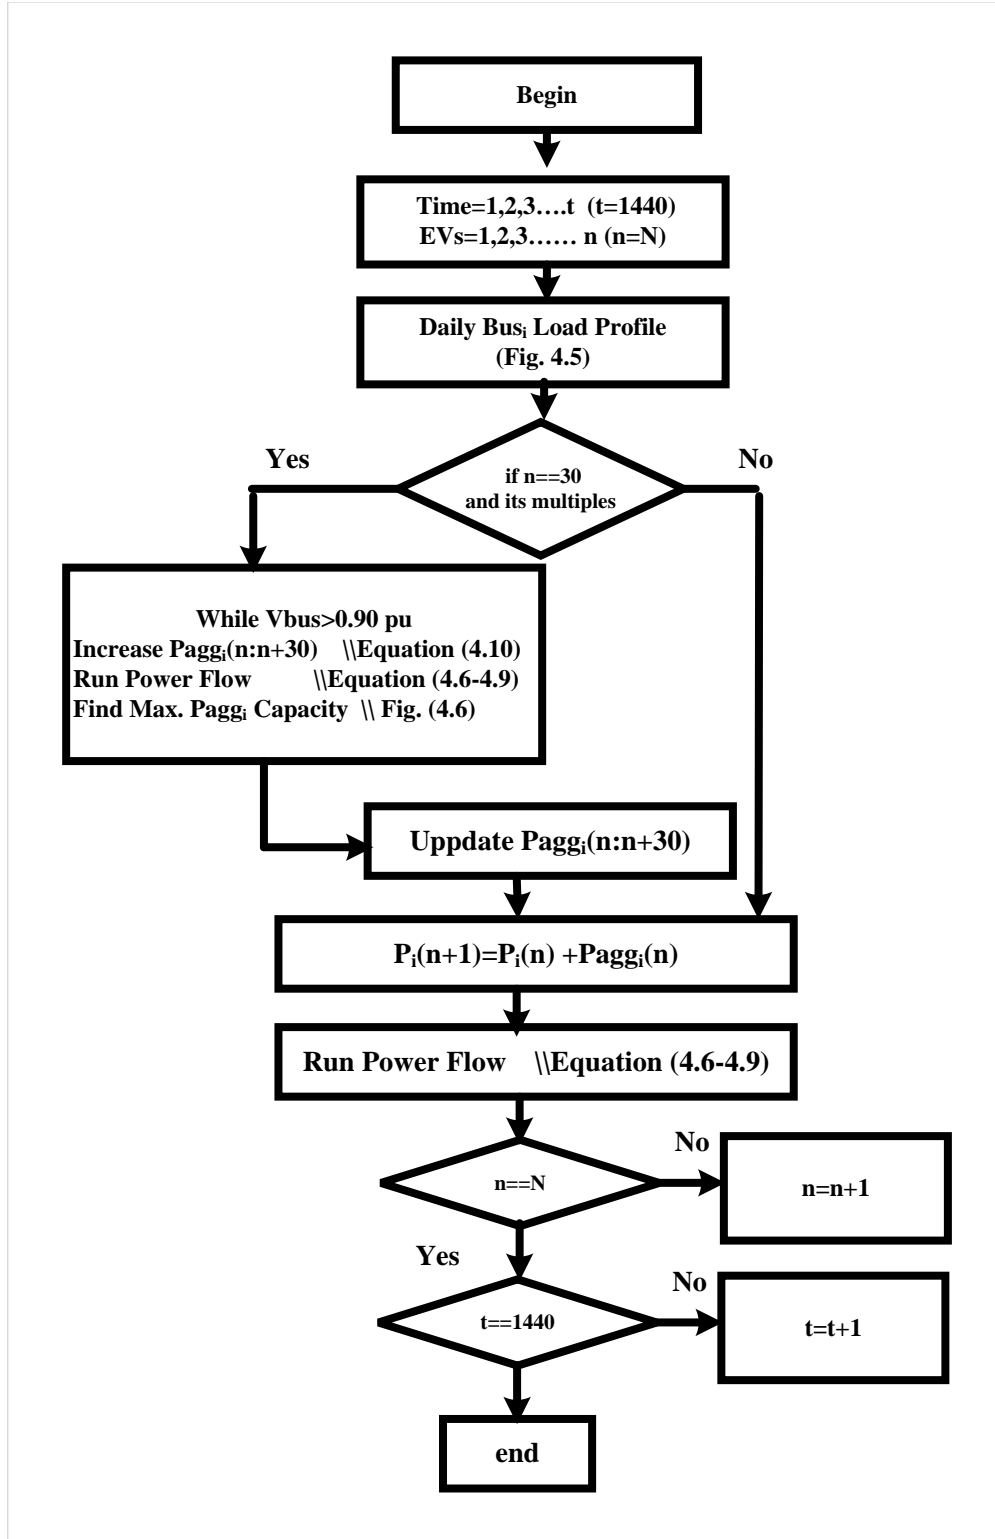 Begin
Time=1,2,3….t (t=1440)
EVs=1,2,3…… n (n=N)
Daily Busᵢ Load Profile
(Fig. 4.5)
Yes
No
if n==30
and its multiples
While Vbus>0.90 pu
Increase Paggᵢ(n:n+30) \\Equation (4.10)
Run Power Flow \\Equation (4.6-4.9)
Find Max. Paggᵢ Capacity \\ Fig. (4.6)
Uppdate Paggᵢ(n:n+30)
Pᵢ(n+1)=Pᵢ(n) +Paggᵢ(n)
Run Power Flow \\Equation (4.6-4.9)
No
n==N
n=n+1
Yes
No
t==1440
t=t+1
end